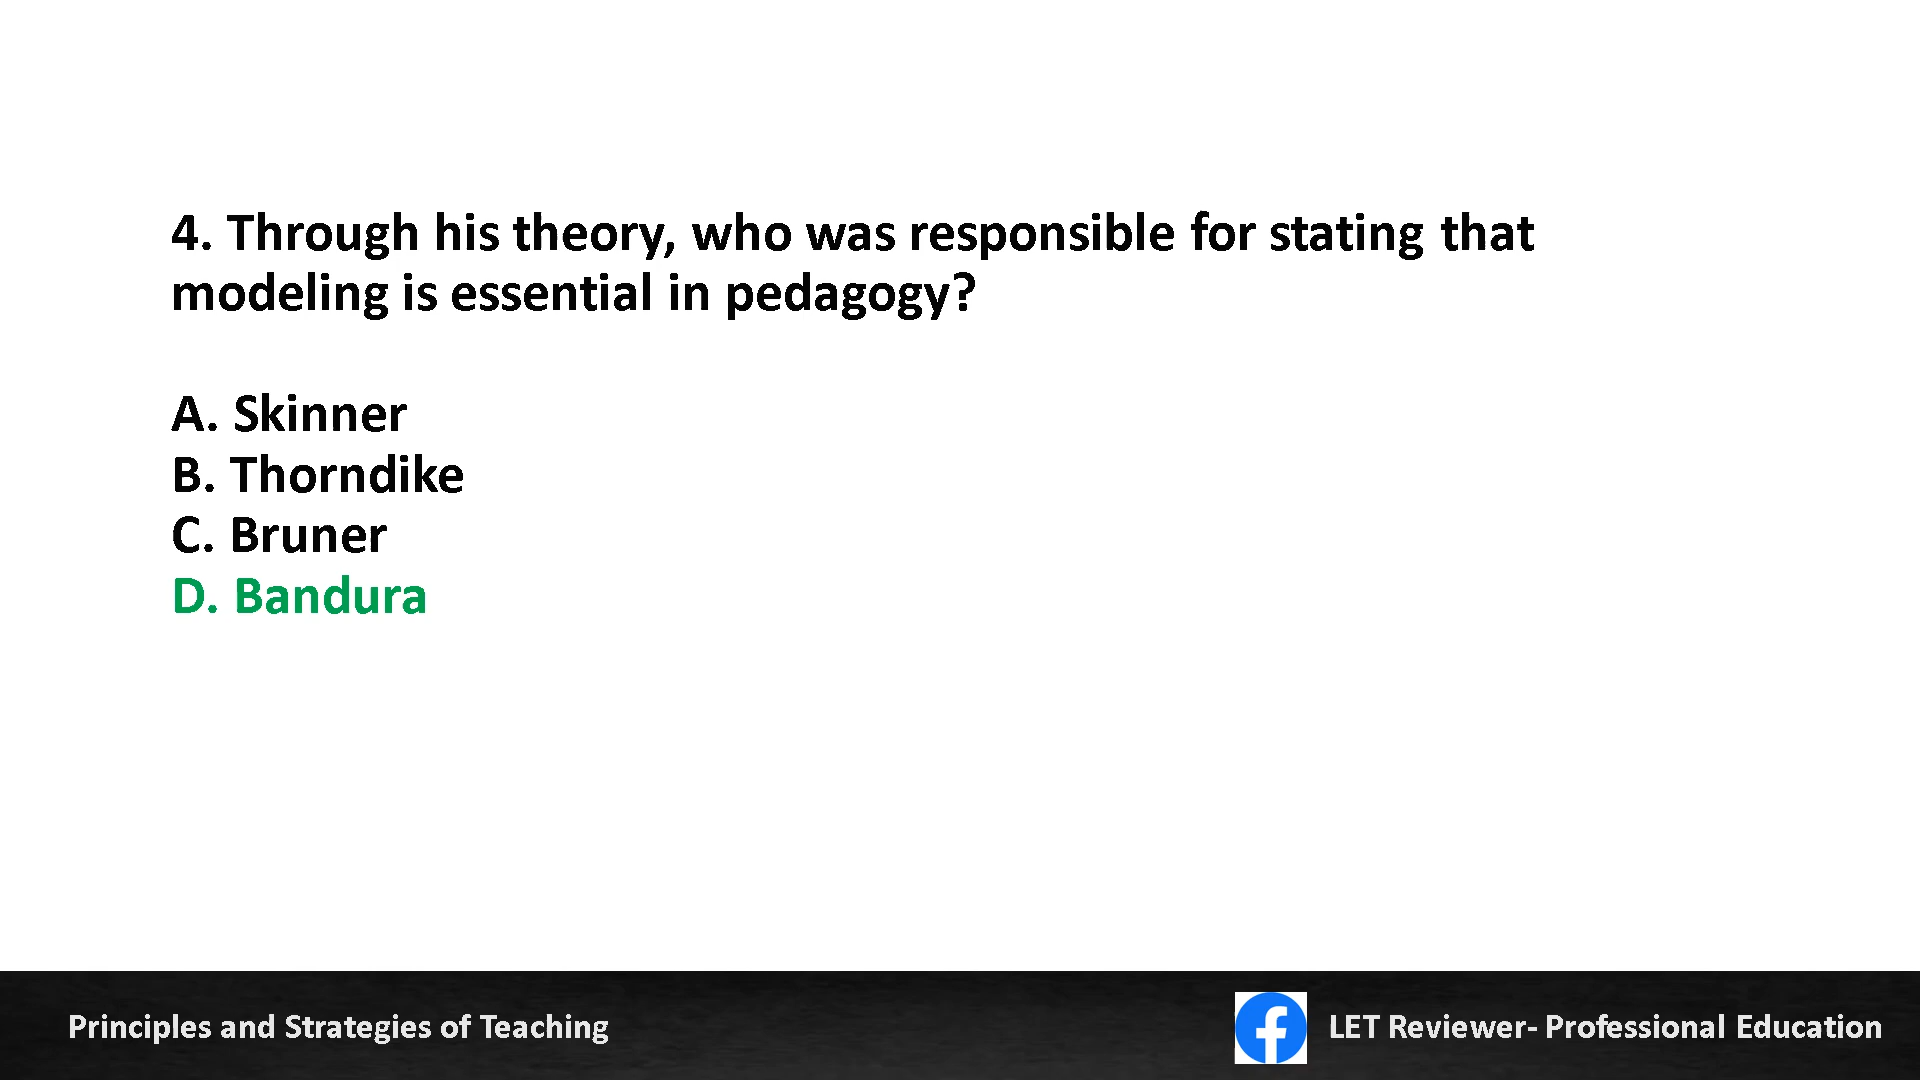 4. Through his theory, who was responsible for stating that
modeling is essential in pedagogy?
A. Skinner
B. Thorndike
C. Bruner
D. Bandura
Principles and Strategies of Teaching
LET Reviewer- Professional Education